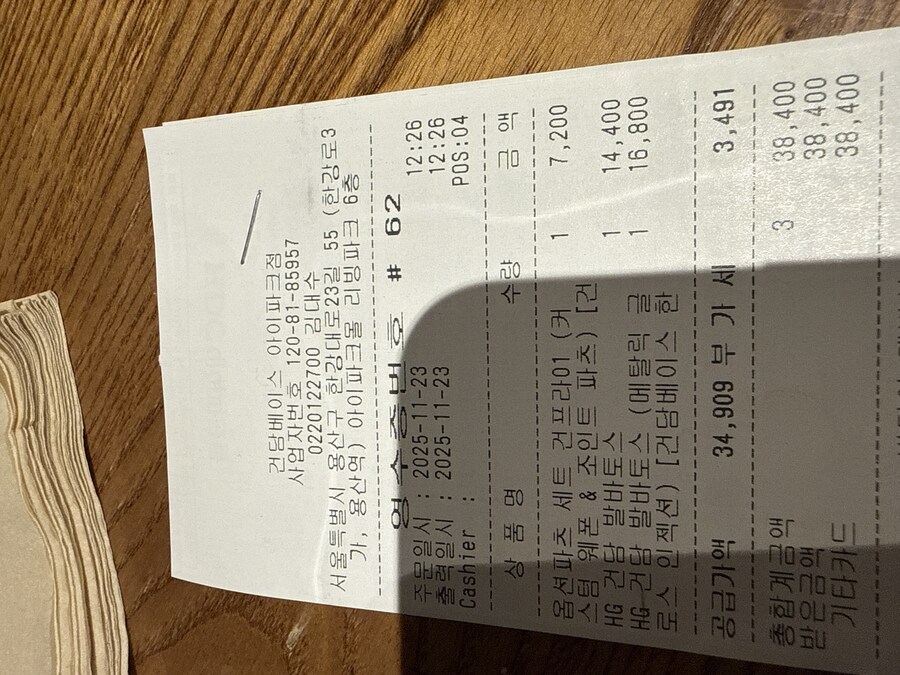 건담베이스 아이파크점
사업자번호 120-81-85957
0220122700 김대수
서울특별시 용산구 한강대로23길 55 (한강로3
가, 용산역) 아이파크몰 리빙파크 6층
영수증번호 # 62
주문일시 : 2025-11-23 12:26
출력일시 : 2025-11-23 12:26
Cashier : POS:04
상 품 명 수량 금 액
옵션파츠 세트 건프라01 (커
스텀 웨폰 & 조인트 파츠) [건 1 7,200
HG 건담 발바토스 1 14,400
HG 건담 발바토스 (메탈릭 글 1 16,800
로스 인젝션) [건담베이스 한
공급가액 34,909 부 가 세 3,491
총합계금액 3 38,400
받은금액 38,400
기타카드 38,400